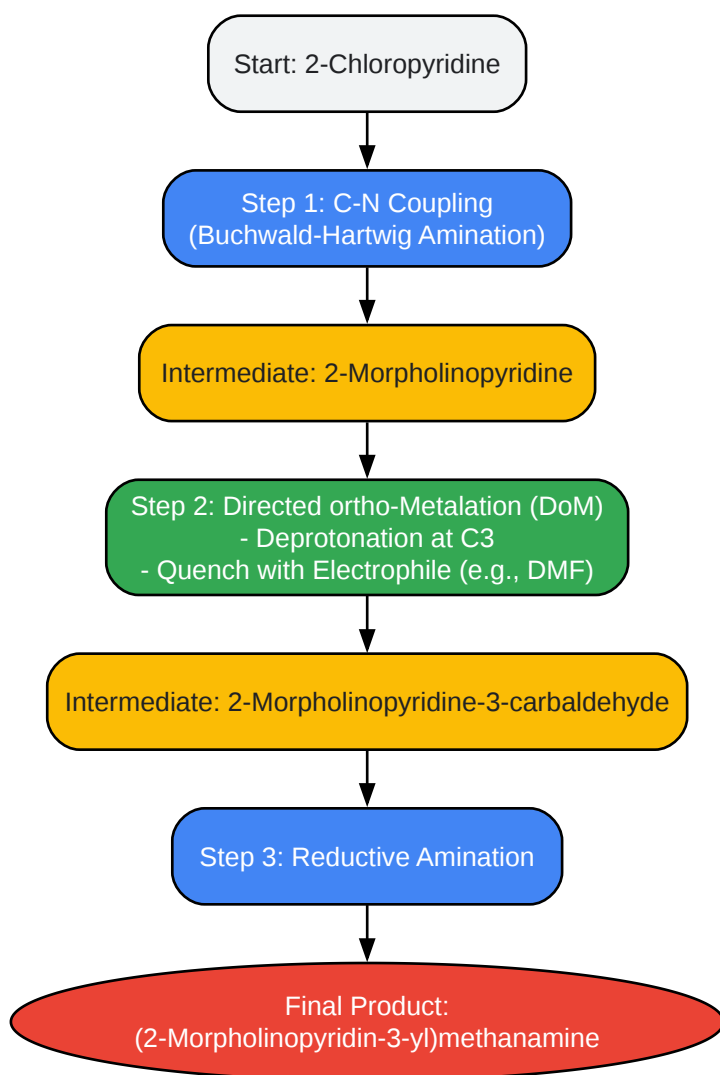 Start: 2-Chloropyridine
Step 1: C-N Coupling
(Buchwald-Hartwig Amination)
Intermediate: 2-Morpholinopyridine
Step 2: Directed ortho-Metalation (DoM)
- Deprotonation at C3
- Quench with Electrophile (e.g., DMF)
Intermediate: 2-Morpholinopyridine-3-carbaldehyde
Step 3: Reductive Amination
Final Product:
(2-Morpholinopyridin-3-yl)methanamine